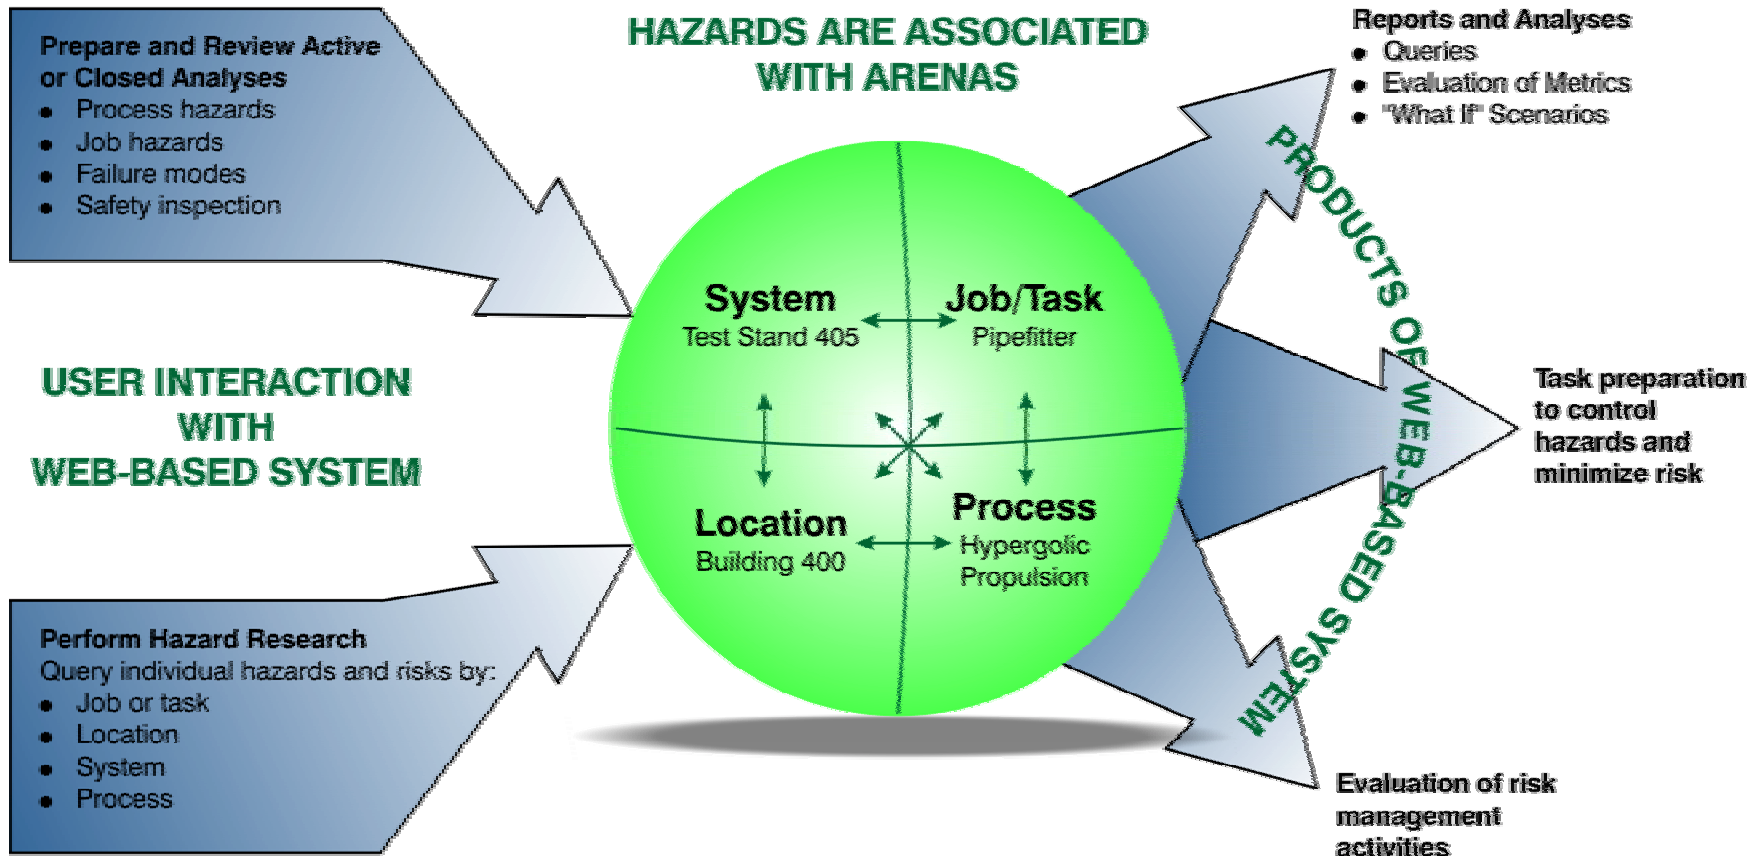 Prepare and Review Active
or Closed Analyses
• Process hazards
• Job hazards
• Failure modes
• Safety inspection
USER INTERACTION
WITH
WEB-BASED SYSTEM
Perform Hazard Research
Query individual hazards and risks by:
• Job or task
• Location
• System
• Process
HAZARDS ARE ASSOCIATED
WITH ARENAS
System
Test Stand 405
Job/Task
Pipefitter
Location
Building 400
Process
Hypergolic
Propulsion
PRODUCTS OF WEB-BASED SYSTEM
Reports and Analyses
• Queries
• Evaluation of Metrics
• "What If" Scenarios
Task preparation
to control
hazards and
minimize risk
Evaluation of risk
management
activities